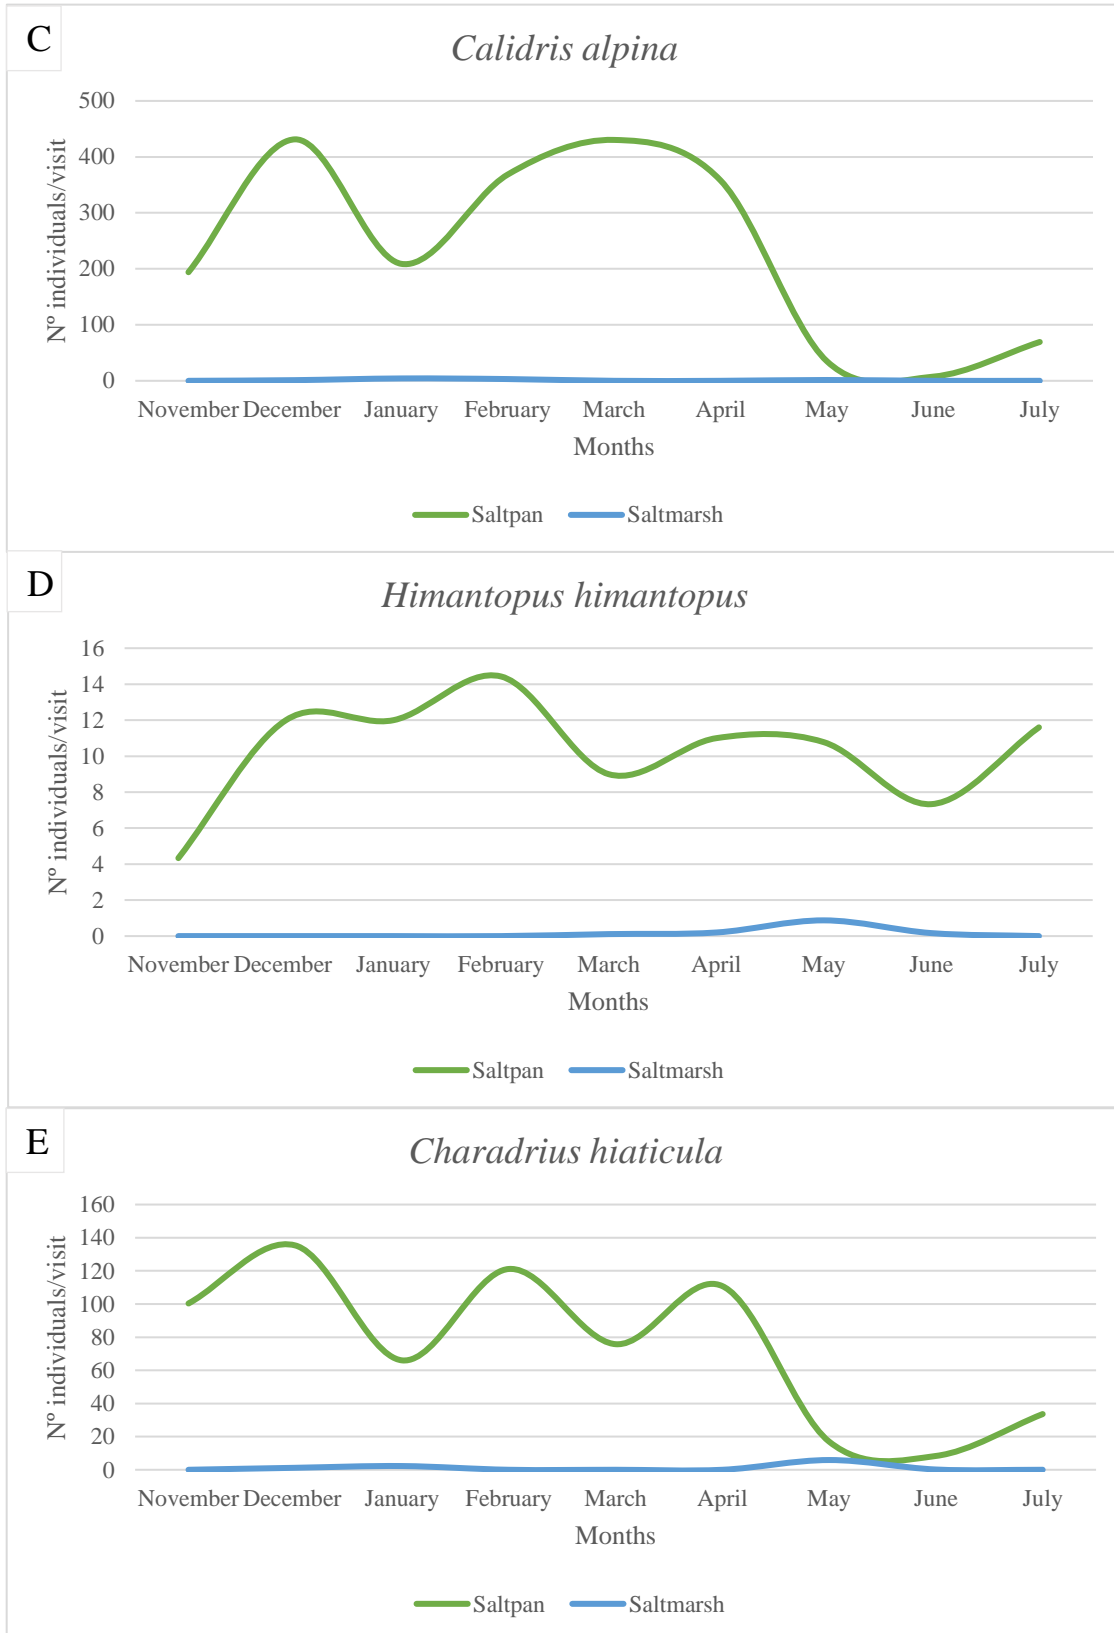 C
Calidris alpina
500
400
300
200
100
0
Nº individuals/visit
November December January February March April May June July
Months
Saltpan Saltmarsh
D
Himantopus himantopus
16
14
12
10
8
6
4
2
0
Nº individuals/visit
November December January February March April May June July
Months
Saltpan Saltmarsh
E
Charadrius hiaticula
160
140
120
100
80
60
40
20
0
Nº individuals/visit
November December January February March April May June July
Months
Saltpan Saltmarsh